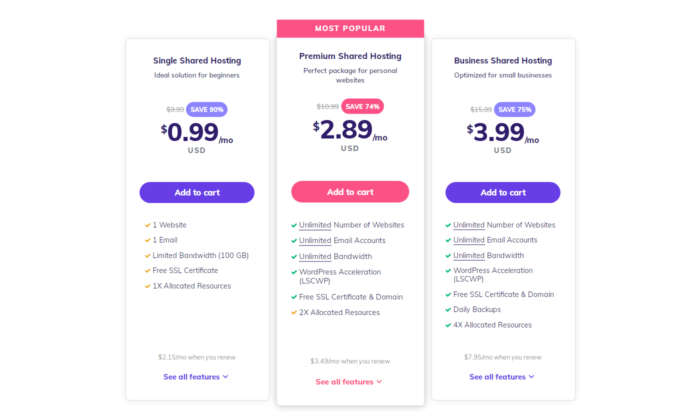 MOST POPULAR
Single Shared Hosting
Ideal solution for beginners
$9.99 SAVE 90%
$0.99/mo
USD
Add to cart
1 Website
1 Email
Limited Bandwidth (100 GB)
Free SSL Certificate
1X Allocated Resources
$2.15/mo when you renew
See all features
Premium Shared Hosting
Perfect package for personal
websites
$10.99 SAVE 74%
$2.89/mo
USD
Add to cart
Unlimited Number of Websites
Unlimited Email Accounts
Unlimited Bandwidth
WordPress Acceleration
(LSCWP)
Free SSL Certificate & Domain
2X Allocated Resources
$3.49/mo when you renew
See all features
Business Shared Hosting
Optimized for small businesses
$15.99 SAVE 75%
$3.99/mo
USD
Add to cart
Unlimited Number of Websites
Unlimited Email Accounts
Unlimited Bandwidth
WordPress Acceleration
(LSCWP)
Free SSL Certificate & Domain
Daily Backups
4X Allocated Resources
$7.95/mo when you renew
See all features